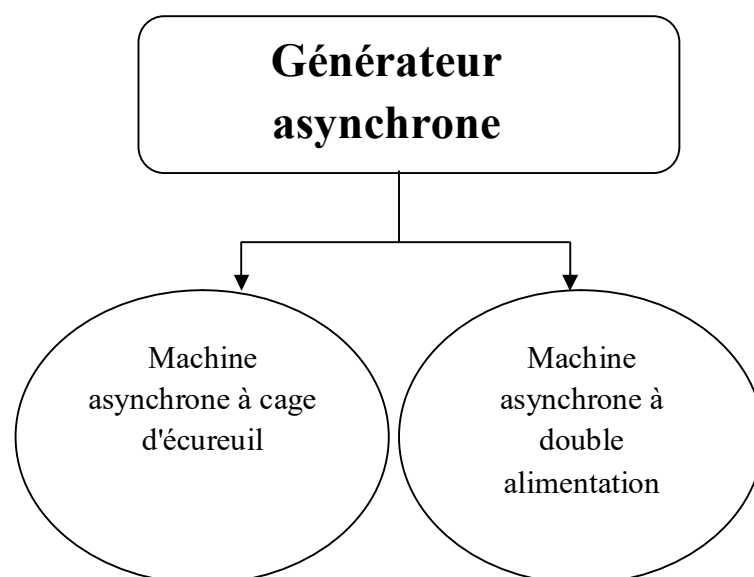 Générateur
asynchrone
Machine
asynchrone à cage
d'écureuil
Machine
asynchrone à
double
alimentation